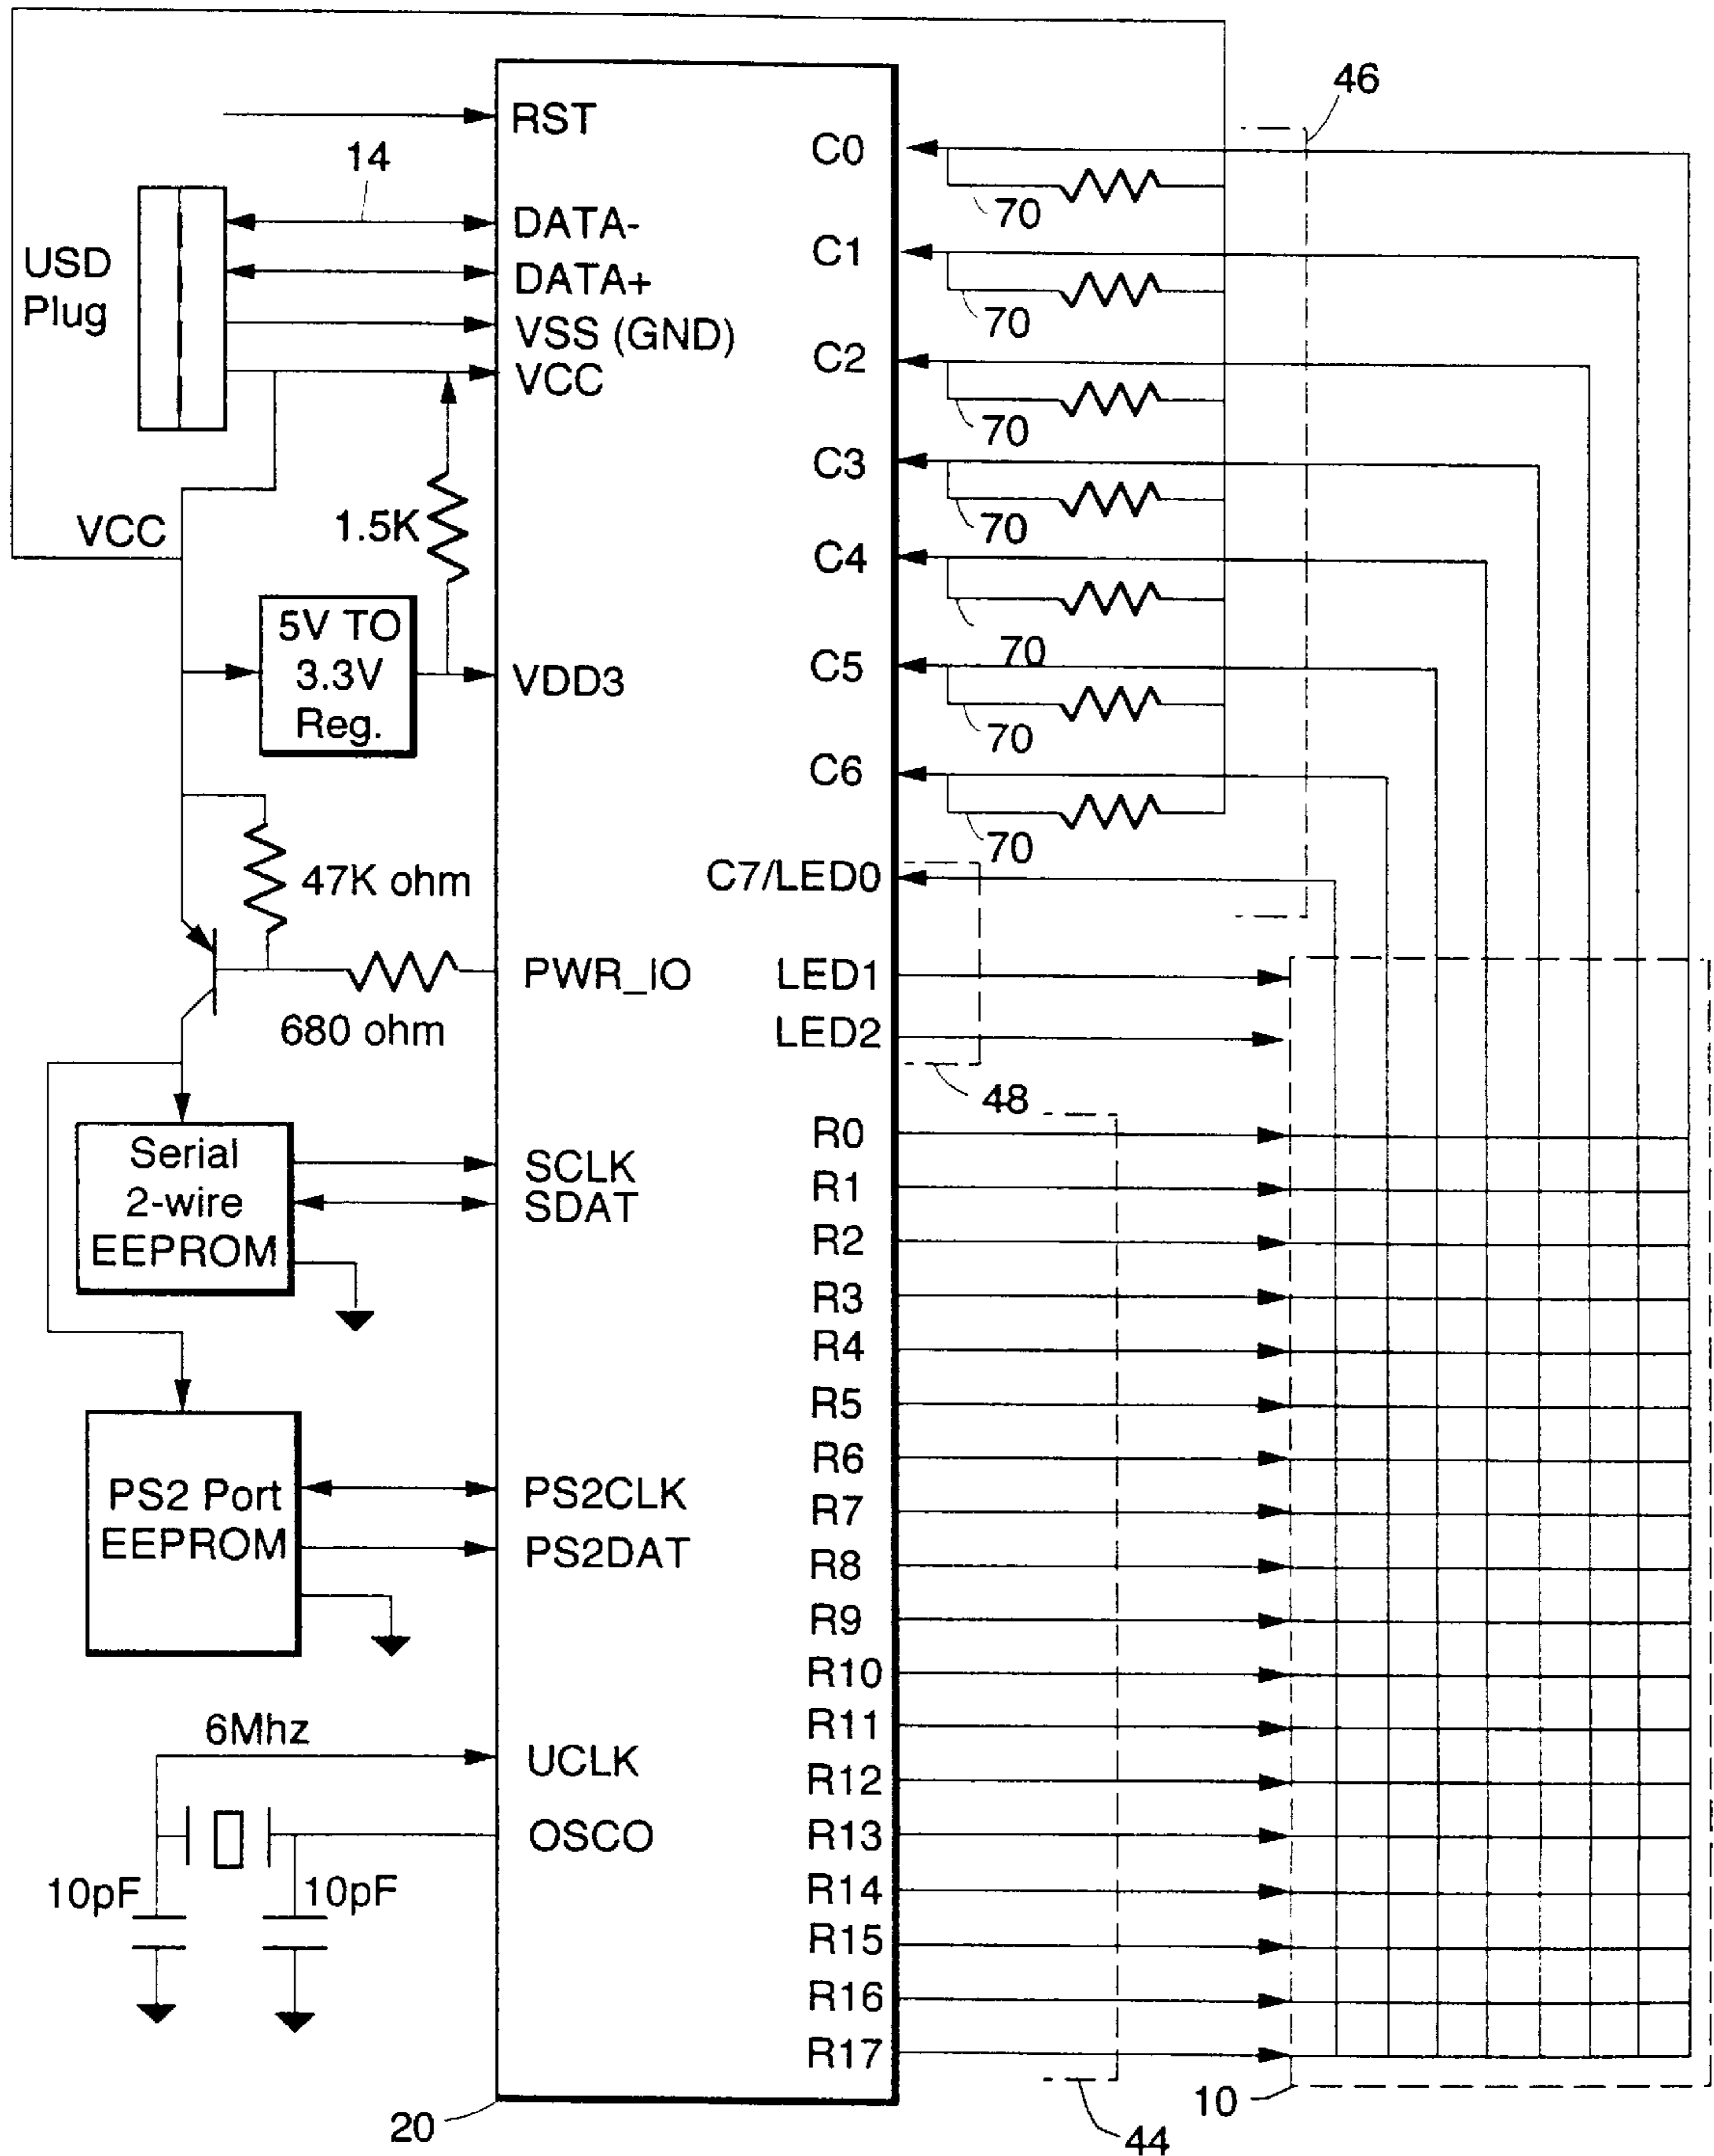 46
RST
C0
14
70
DATA-
C1
USD
Plug
DATA+
VSS (GND)
70
C2
VCC
70
C3
VCC
1.5K
70
C4
5V TO
3.3V
Reg.
70
C5
VDD3
70
C6
70
C7/LED0
47K ohm
PWR_IO
LED1
680 ohm
LED2
48
R0
Serial
2-wire
EEPROM
SCLK
SDAT
R1
R2
R3
R4
R5
R6
PS2 Port
EEPROM
PS2CLK
PS2DAT
R7
R8
R9
R10
6Mhz
R11
UCLK
R12
OSCO
R13
10pF
10pF
R14
R15
R16
R17
20
10
44